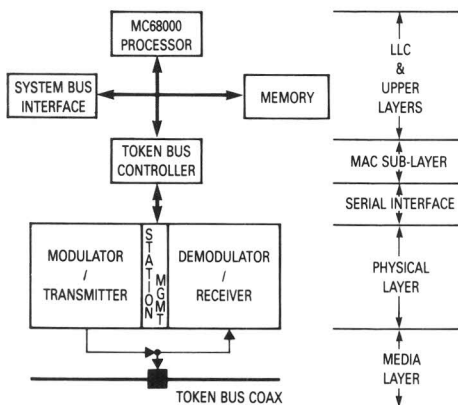 MC68000
PROCESSOR
SYSTEM BUS
INTERFACE
MEMORY
TOKEN BUS
CONTROLLER
MODULATOR
/
TRANSMITTER
STATION
MGMT
DEMODULATOR
/
RECEIVER
TOKEN BUS COAX
LLC
&
UPPER
LAYERS
MAC SUB-LAYER
SERIAL INTERFACE
PHYSICAL
LAYER
MEDIA
LAYER